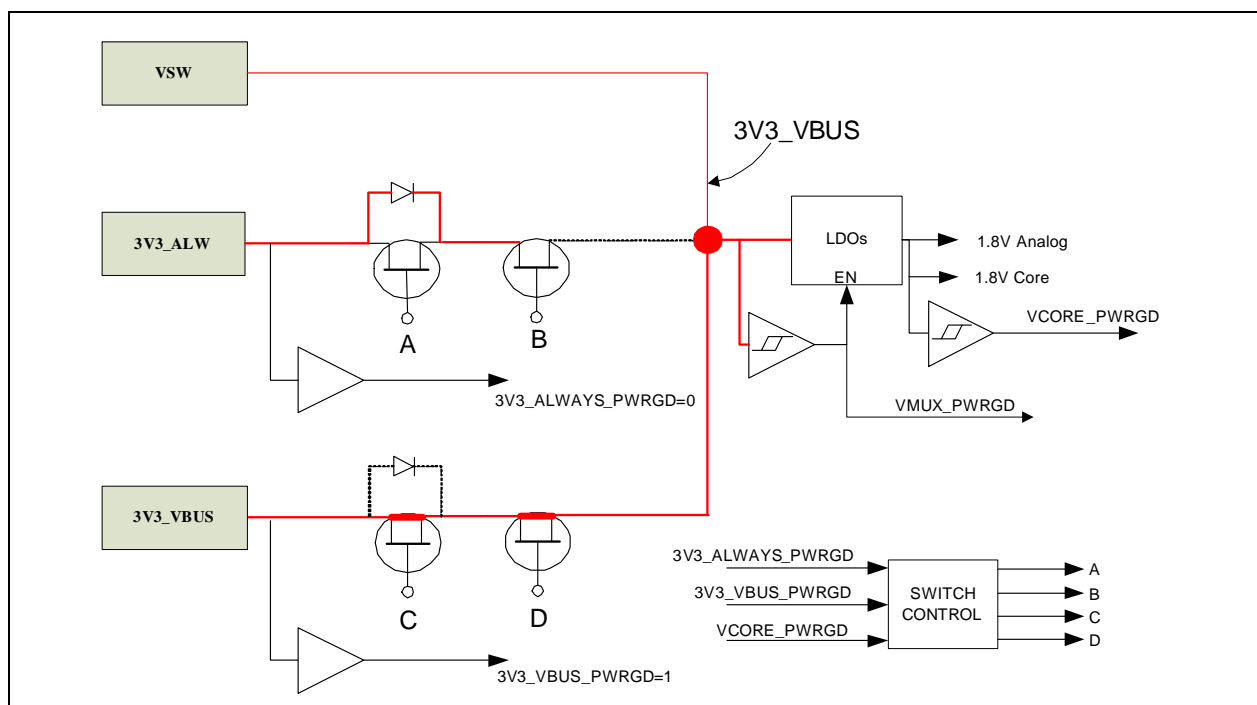 VSW
3V3_VBUS
3V3_ALW
LDOs
EN
1.8V Analog
1.8V Core
A
B
VCORE_PWRGD
3V3_ALWAYS_PWRGD=0
VMUX_PWRGD
3V3_VBUS
C
D
3V3_VBUS_PWRGD=1
3V3_ALWAYS_PWRGD
3V3_VBUS_PWRGD
VCORE_PWRGD
SWITCH
CONTROL
A
B
C
D